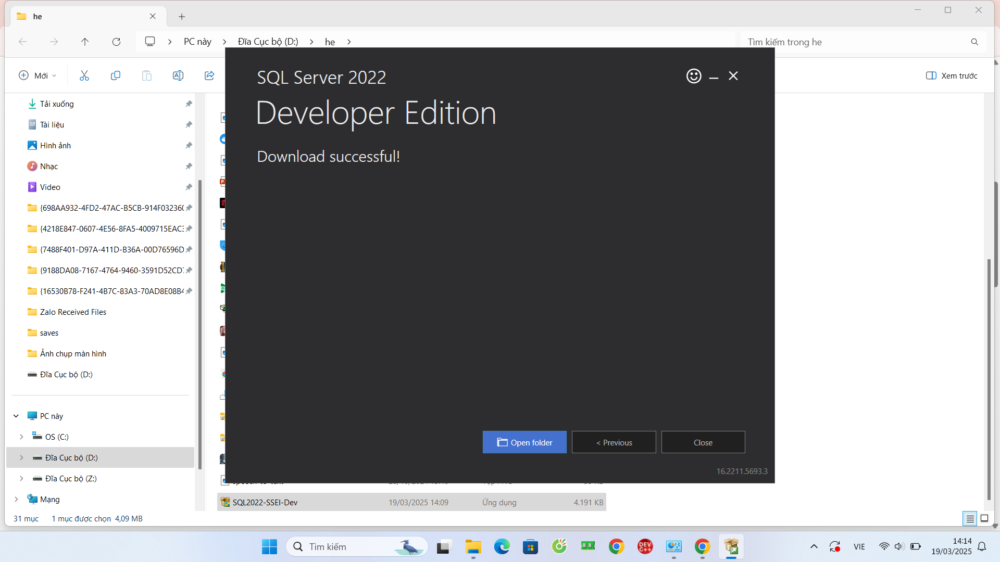 he
PC này
Đĩa Cục bộ (D:)
he
Tìm kiếm trong he
Mới
Xem trước
Tải xuống
Tài liệu
Hình ảnh
Nhạc
Video
{698AA932-4FD2-47AC-B5CB-914F032360
{4218E847-0607-4E56-8FA5-4009715EAC3
{7488F401-D97A-411D-B36A-00D76596D
{9188DA08-7167-4764-9460-3591D52CD7
{16530B78-F241-4B7C-83A3-70AD8E08B4
Zalo Received Files
saves
Ảnh chụp màn hình
Đĩa Cục bộ (D:)
PC này
OS (C:)
Đĩa Cục bộ (D:)
Đĩa Cục bộ (Z:)
Mạng
SQL Server 2022
Developer Edition
Download successful!
Open folder
< Previous
Close
16.2211.5693.3
SQL2022-SSEI-Dev 19/03/2025 14:09 Ứng dụng 4.191 KB
31 mục 1 mục được chọn 4,09 MB
Tìm kiếm
DEV C++
VIE
14:14
19/03/2025